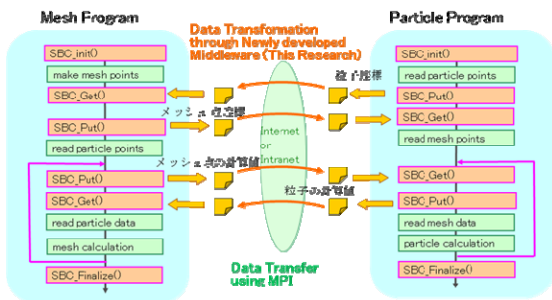 Mesh Frogram
Data Transformation
through Newly developed
Middleware (This Research)
Particle Program
SBC_init()
make mesh points
SBC_Get()
SBC_Put()
read particle points
SBC_Put()
SBC_Get()
read particle data
mesh calculation
SBC_Finalize()
粒子座標
メッシュ点座標
Internet
or
Intranet
メッシュ点の計算値
粒子の計算値
Data Transfer
using MPI
SBC_init()
read particle points
SBC_Put()
SBC_Get()
read mesh points
SBC_Get()
SBC_Put()
read mesh data
particle calculation
SBC_Finalize()